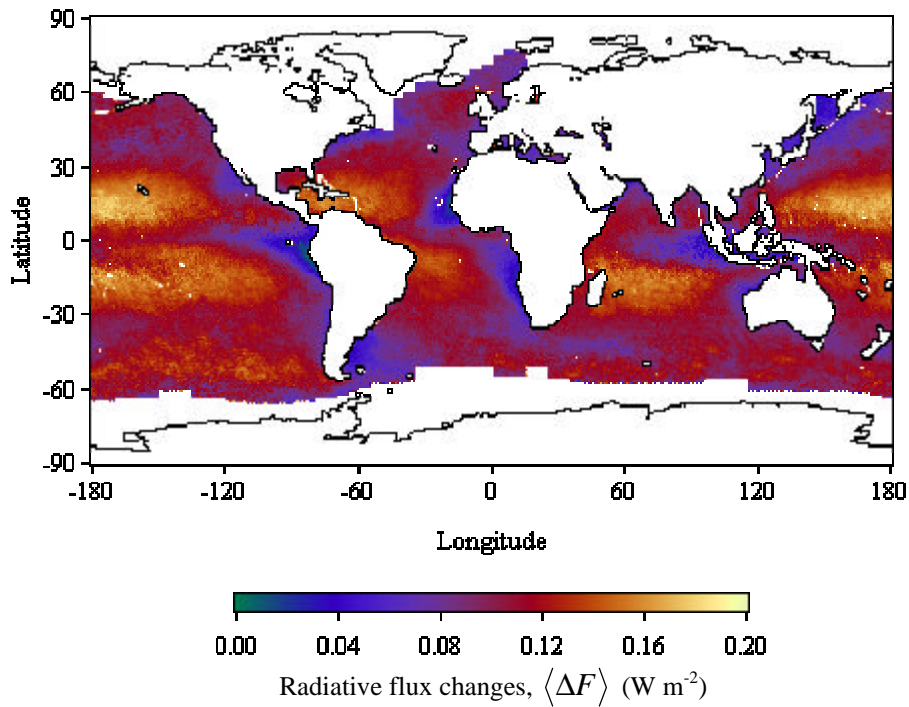 90
60
30
0
-30
-60
-90
Latitude
-180 -120 -60 0 60 120 180
Longitude
0.00 0.04 0.08 0.12 0.16 0.20
Radiative flux changes, ⟨ΔF⟩ (W m⁻²)